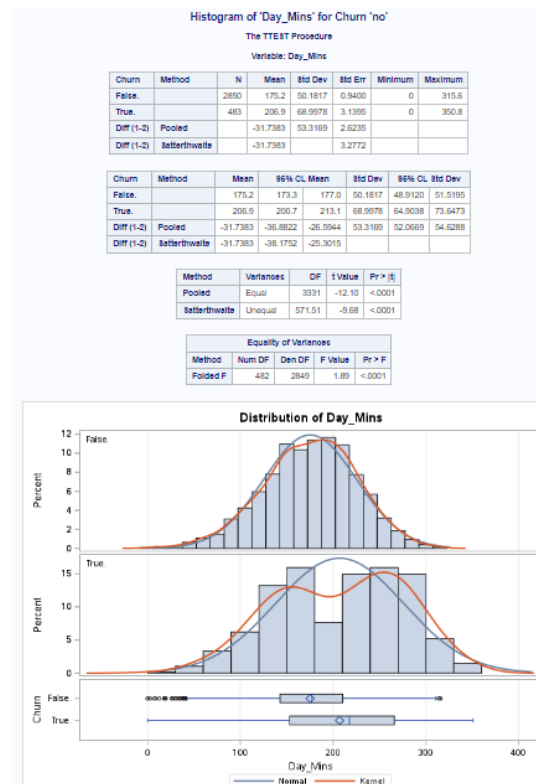 Histogram of 'Day_Mins' for Churn 'no'
The TTEST Procedure
Variable: Day_Mins
Churn Method N Mean Std Dev Std Err Minimum Maximum
False. 2850 175.2 50.1817 0.9400 0 315.6
True. 483 206.9 68.9978 3.1395 0 350.8
Diff (1-2) Pooled -31.7383 53.3169 2.6235
Diff (1-2) Satterthwaite -31.7383 3.2772
Churn Method Mean 95% CL Mean Std Dev 95% CL Std Dev
False. 175.2 173.3 177.0 50.1817 48.9120 51.5195
True. 206.9 200.7 213.1 68.9978 64.9038 73.6473
Diff (1-2) Pooled -31.7383 -36.8822 -26.5944 53.3169 52.0669 54.6288
Diff (1-2) Satterthwaite -31.7383 -38.1752 -25.3015
Method Variances DF t Value Pr > |t|
Pooled Equal 3331 -12.10 <.0001
Satterthwaite Unequal 571.51 -9.68 <.0001
Equality of Variances
Method Num DF Den DF F Value Pr > F
Folded F 482 2849 1.89 <.0001
Distribution of Day_Mins
12
10
8
6
4
2
0
Percent
False.
15
10
5
0
Percent
True.
Churn
False.
True.
0 100 200 300 400
Day_Mins
Normal Kernel